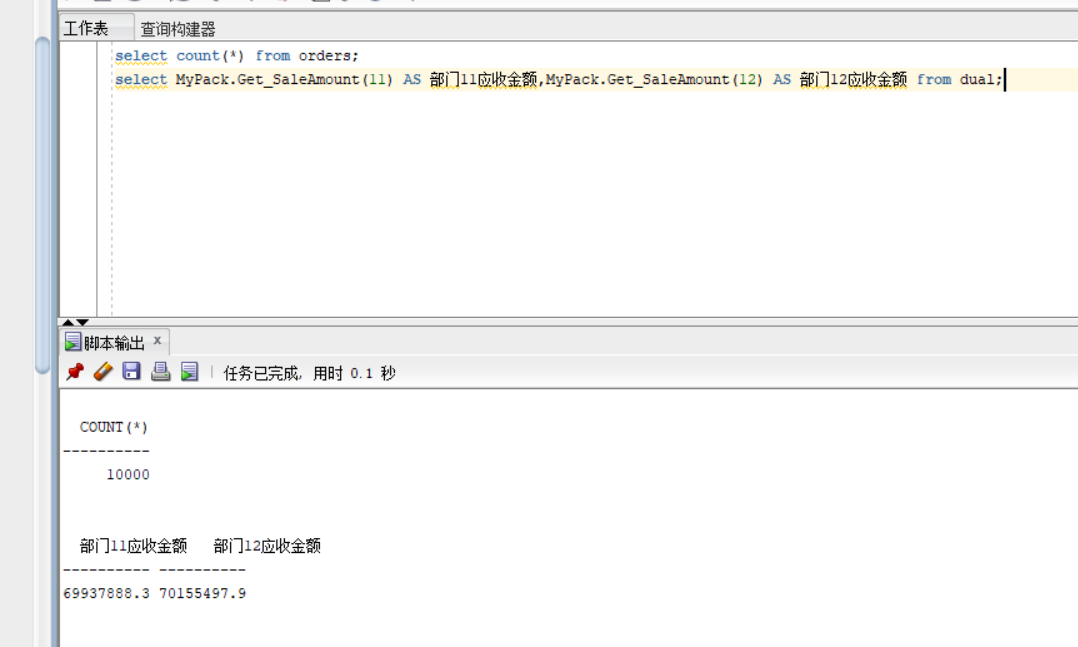 工作表 查询构建器
select count(*) from orders;
select MyPack.Get_SaleAmount(11) AS 部门11应收金额,MyPack.Get_SaleAmount(12) AS 部门12应收金额 from dual;
脚本输出 x
任务已完成, 用时 0.1 秒
COUNT(*)
----------
10000
部门11应收金额 部门12应收金额
---------- ----------
69937888.3 70155497.9